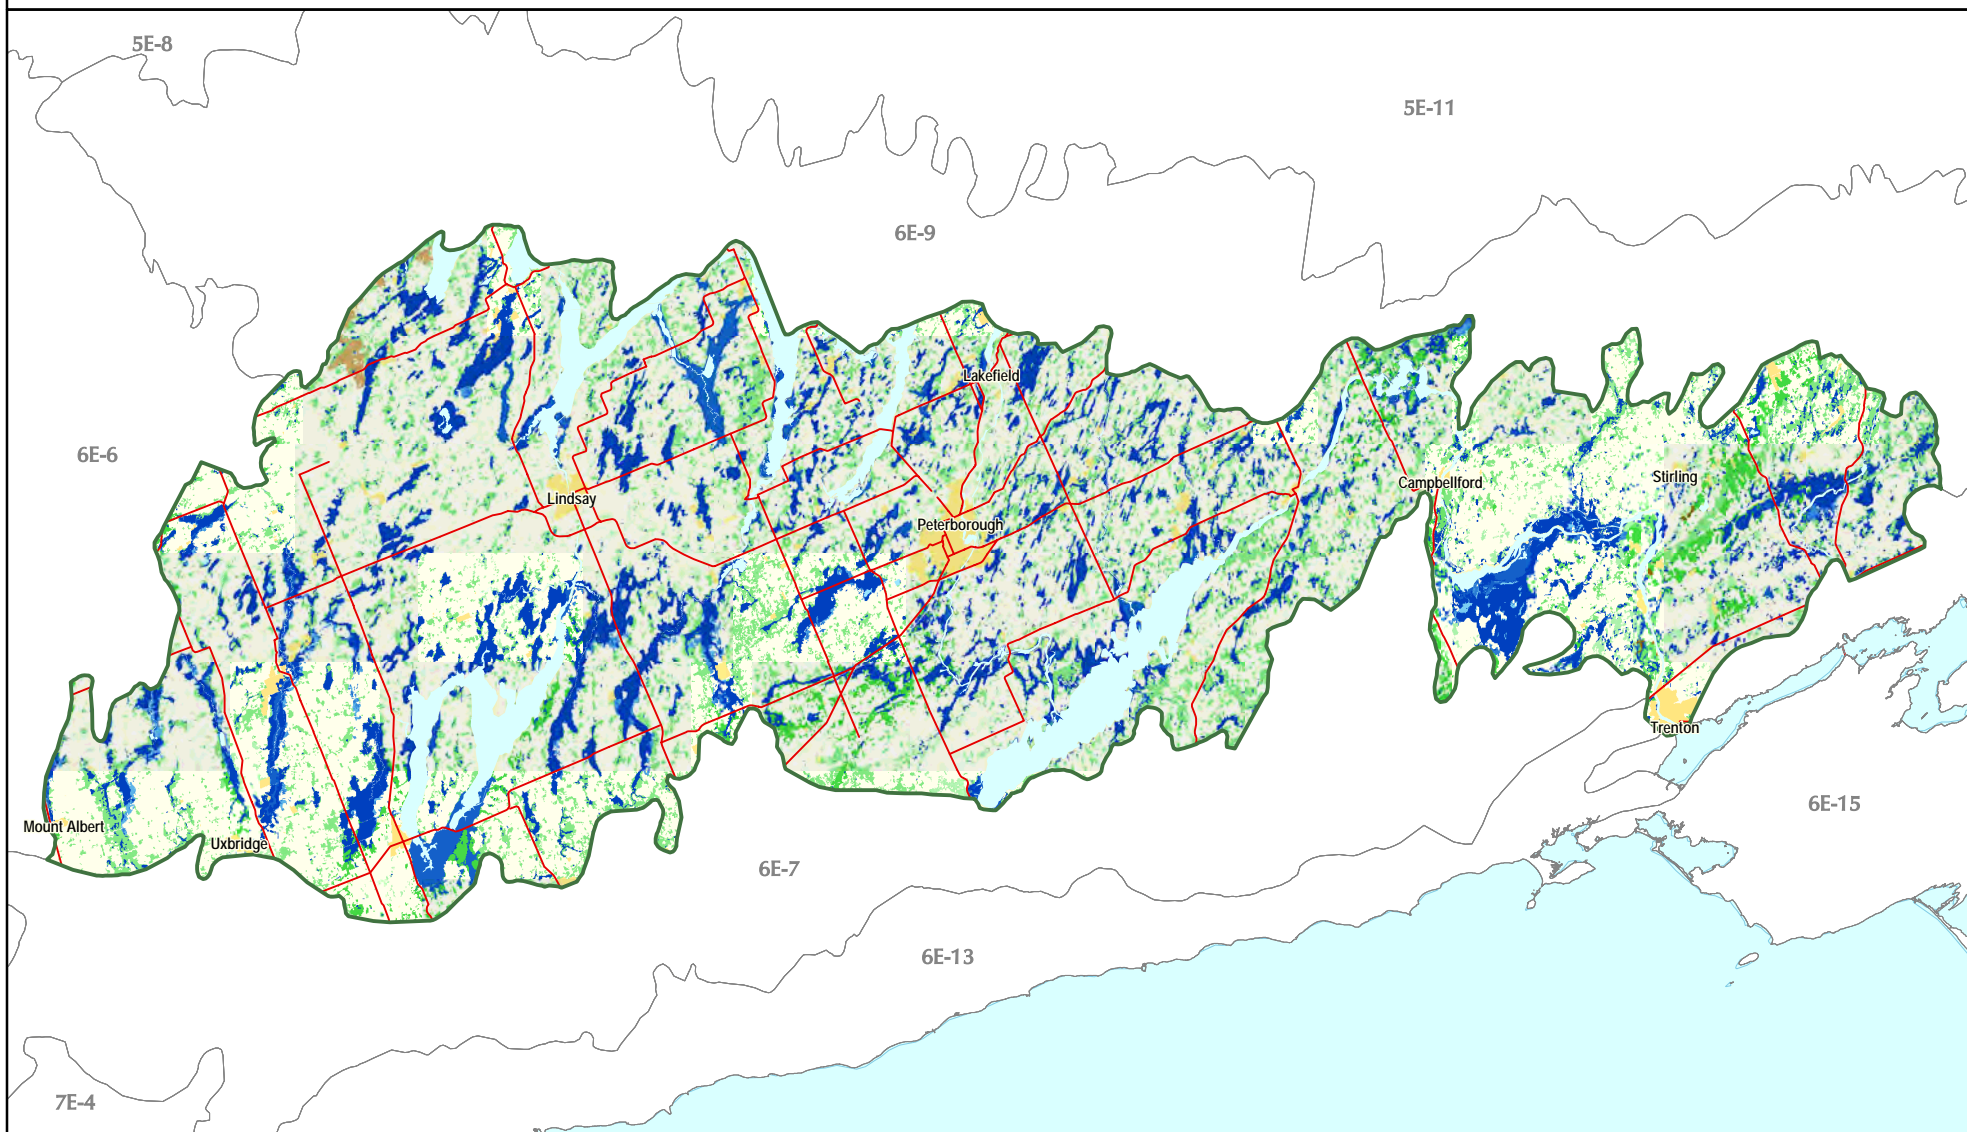 5E-8
5E-11
6E-9
Lakefield
6E-6
Stirling
Campbellford
Lindsay
Peterborough
Trenton
6E-15
Mount Albert
Uxbridge
6E-7
6E-13
7E-4